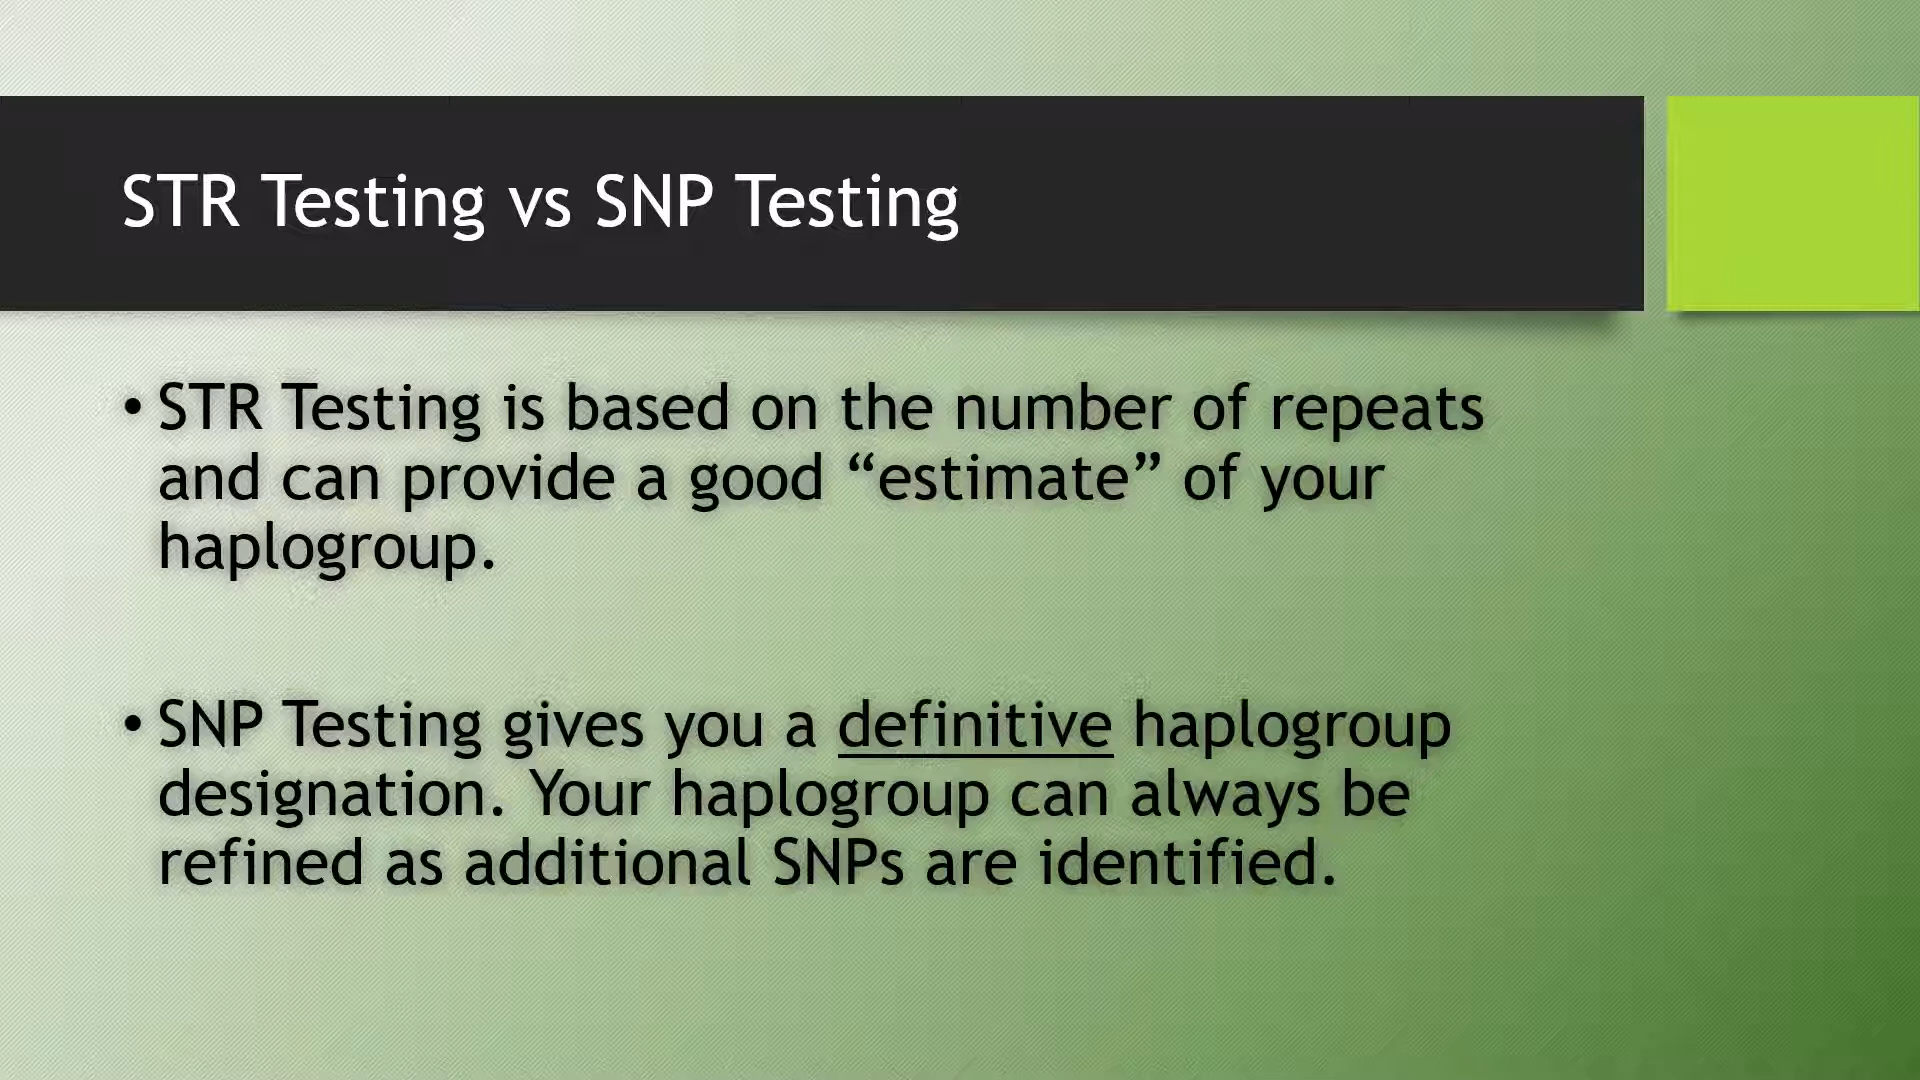 STR Testing vs SNP Testing
• STR Testing is based on the number of repeats
and can provide a good “estimate” of your
haplogroup.
• SNP Testing gives you a definitive haplogroup
designation. Your haplogroup can always be
refined as additional SNPs are identified.